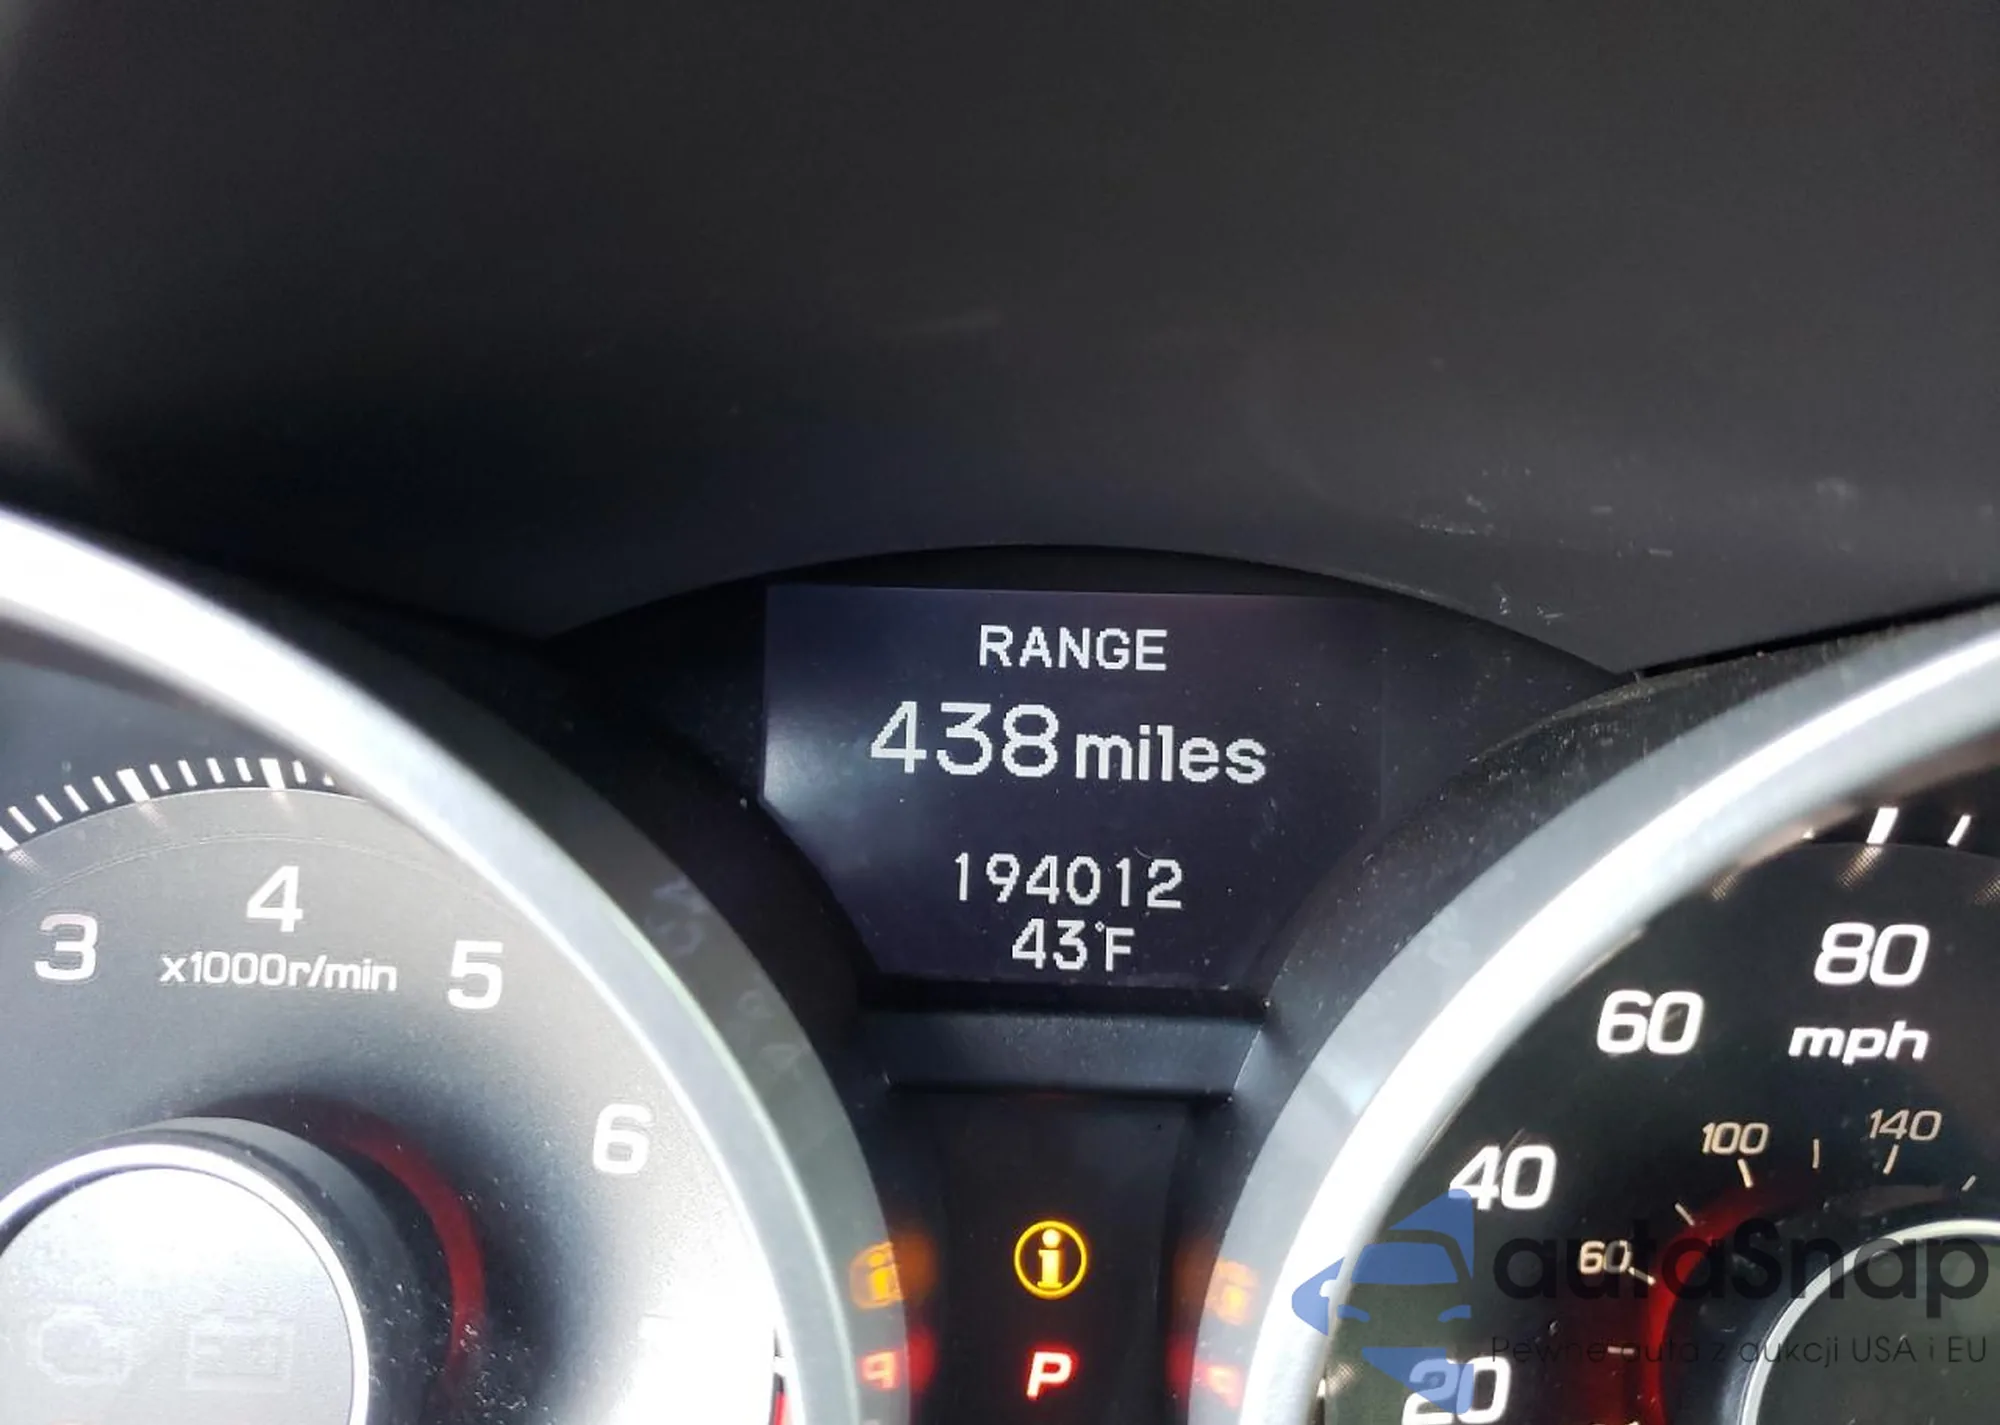 RANGE
438 miles
194012
43°F
3
4
5
6
x1000r/min
80
60
mph
40
20
100
140
60
P
autaSnap
Pewne auta z aukcji USA i EU